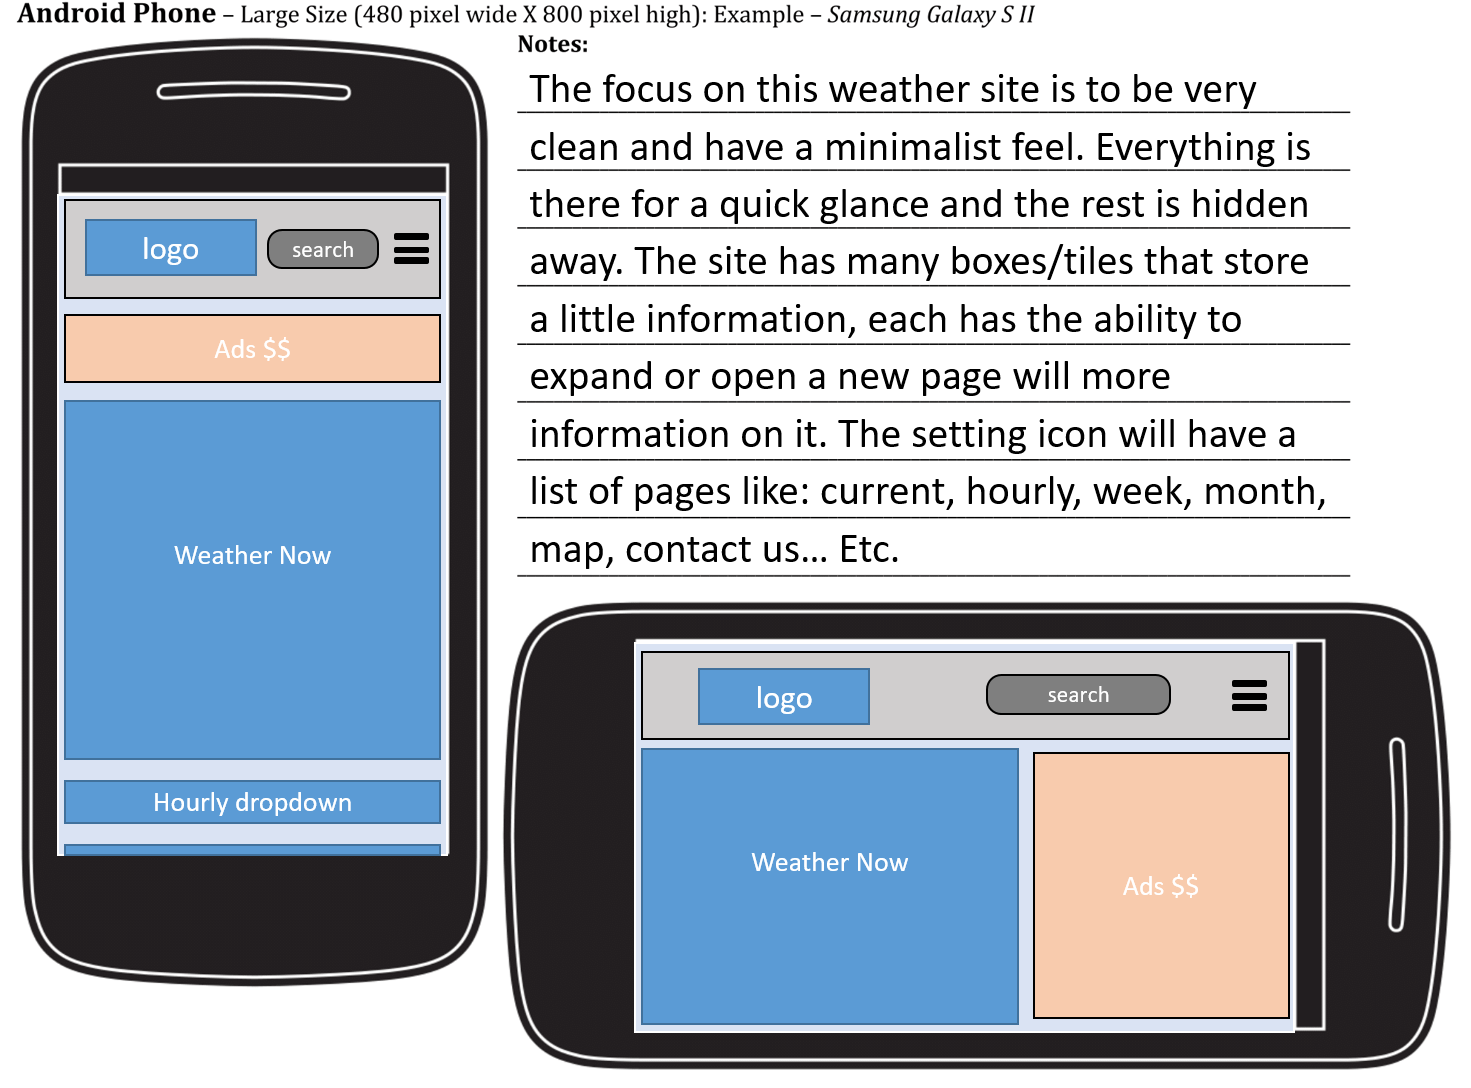 Android Phone – Large Size (480 pixel wide X 800 pixel high): Example – Samsung Galaxy S II
Notes:
The focus on this weather site is to be very
clean and have a minimalist feel. Everything is
there for a quick glance and the rest is hidden
away. The site has many boxes/tiles that store
a little information, each has the ability to
expand or open a new page will more
information on it. The setting icon will have a
list of pages like: current, hourly, week, month,
map, contact us... Etc.
logo
search
Ads $$
Weather Now
Hourly dropdown
logo
search
Weather Now
Ads $$